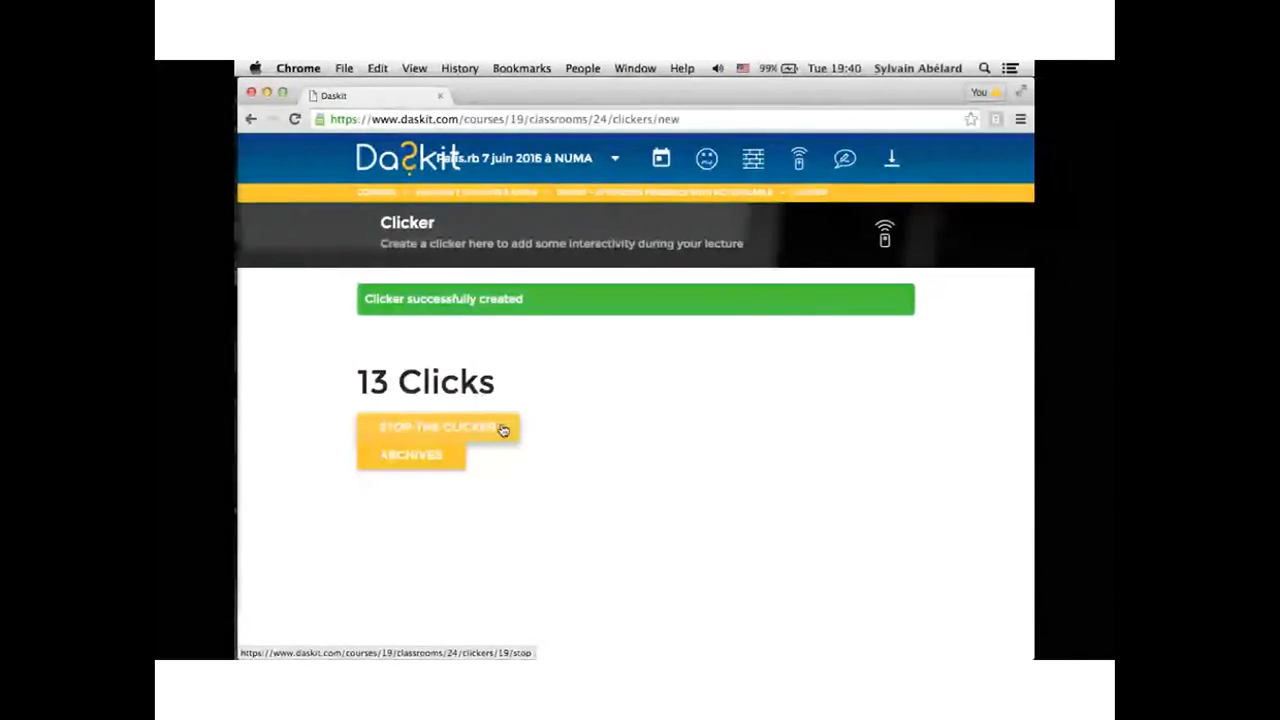 Chrome File Edit View History Bookmarks People Window Help 99% Tue 19:40 Sylvain Abélard
Daskit
You
https://www.daskit.com/courses/19/classrooms/24/clickers/new
Daskit Paris.rb 7 juin 2016 à NUMA
Clicker
Create a clicker here to add some interactivity during your lecture
Clicker successfully created
13 Clicks
STOP THE CLICKER
ARCHIVES
https://www.daskit.com/courses/19/classrooms/24/clickers/19/stop